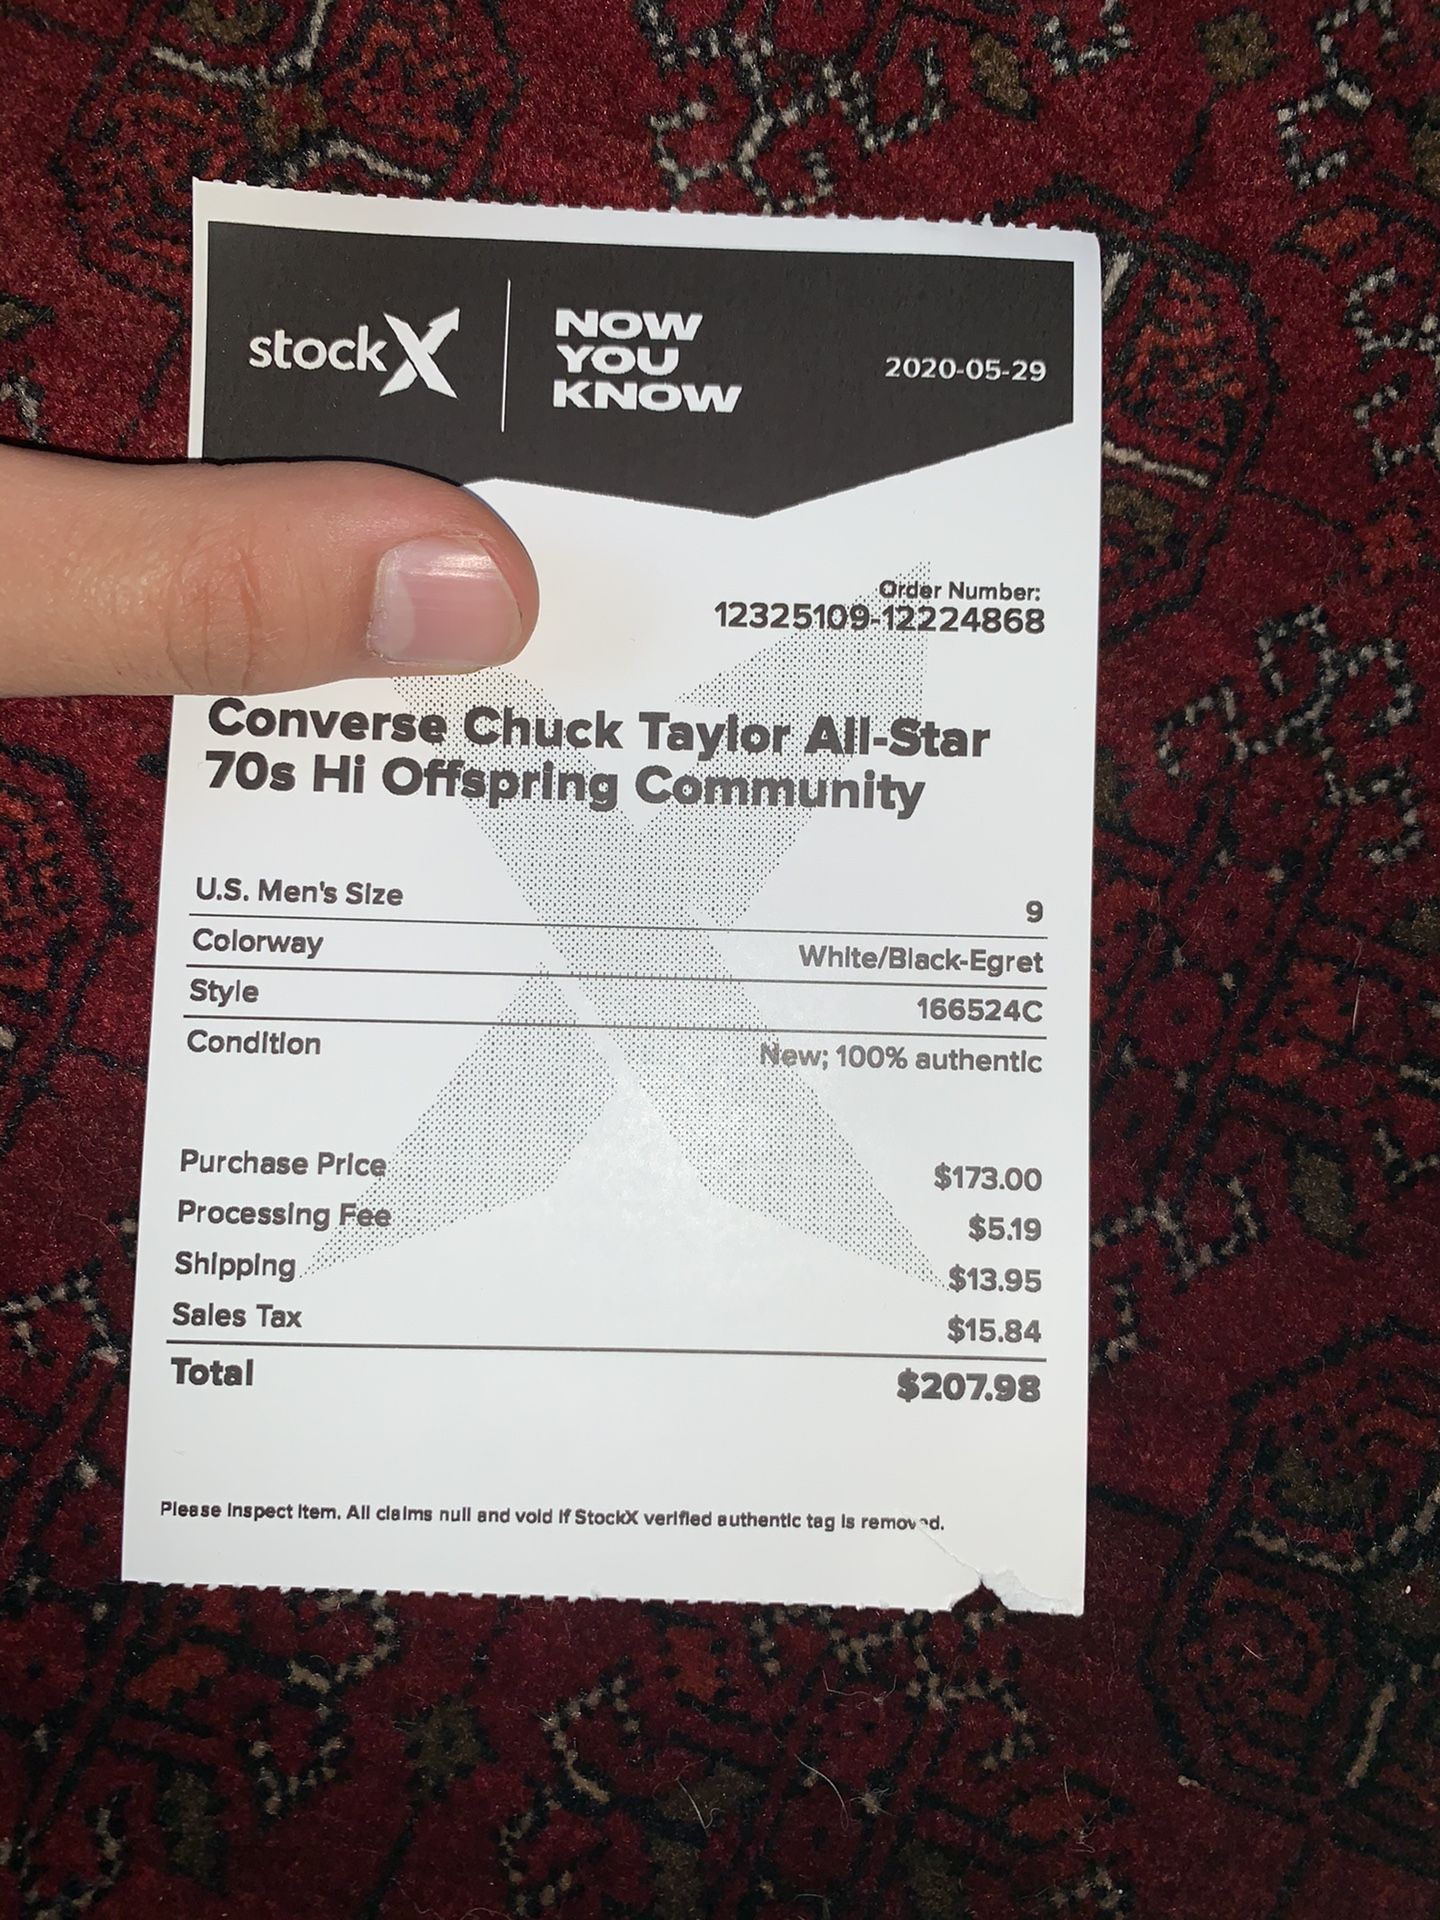 stockX
NOW
YOU
KNOW
2020-05-29
Order Number:
12325109-12224868
Converse Chuck Taylor All-Star
70s Hi Offspring Community
U.S. Men's Size 9
Colorway White/Black-Egret
Style 166524C
Condition New; 100% authentic
Purchase Price $173.00
Processing Fee $5.19
Shipping $13.95
Sales Tax $15.84
Total $207.98
Please inspect item. All claims null and void if StockX verified authentic tag is removed.